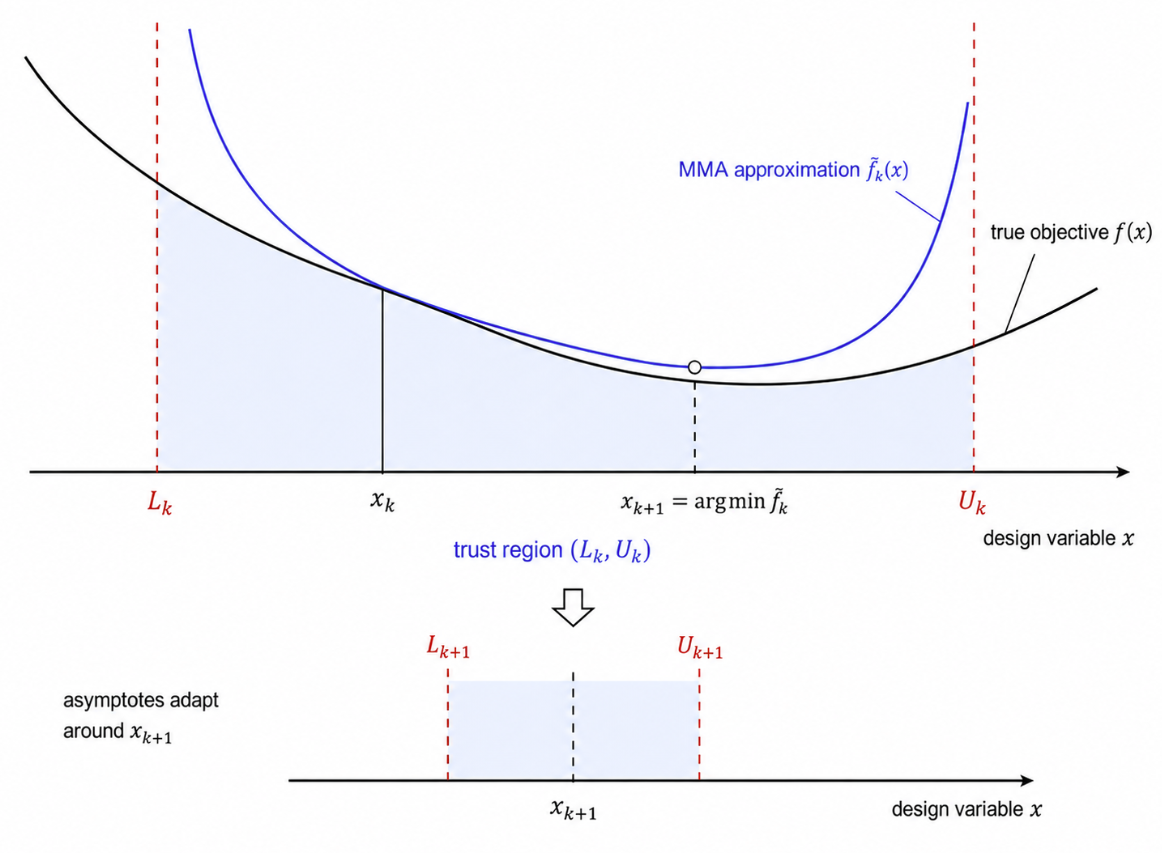 MMA approximation f̃ₖ(x)
true objective f(x)
Lₖ
xₖ
xₖ₊₁ = arg min f̃ₖ
Uₖ
design variable x
trust region (Lₖ, Uₖ)
Lₖ₊₁
Uₖ₊₁
asymptotes adapt
around xₖ₊₁
xₖ₊₁
design variable x